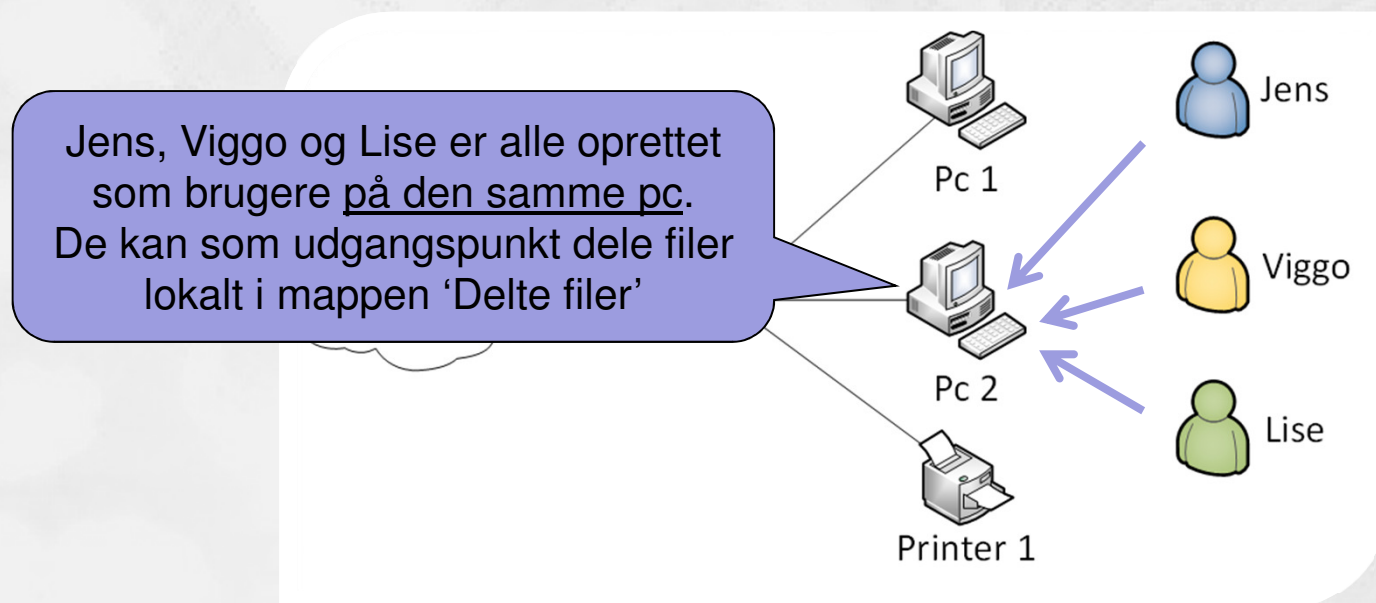 Jens, Viggo og Lise er alle oprettet
som brugere på den samme pc.
De kan som udgangspunkt dele filer
lokalt i mappen ‘Delte filer’
Pc 1
Pc 2
Printer 1
Jens
Viggo
Lise